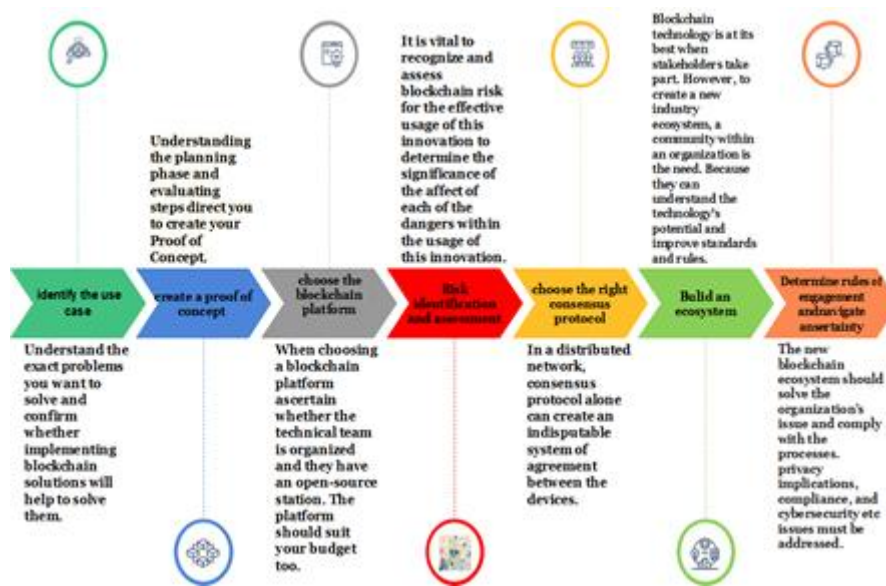 Understanding
the planning
phase and
evaluating
steps direct you
to create your
Proof of
Concept.
It is vital to
recognize and
assess
blockchain risk
for the effective
usage of this
innovation to
determine the
significance of
the affect of
each of the
dangers within
the usage of
this innovation.
Blockchain
technology is at its
best when
stakeholders take
part. However, to
create a new
industry
ecosystem, a
community within
an organization is
the need. Because
they can
understand the
technology's
potential and
improve standards
and rules.
identify the use
case
create a proof of
concept
choose the
blockchain
platform
Risk
identification
and assessment
choose the right
consensus
protocol
Bulid an
ecosystem
Determine rules of
engagement
andnavigate
ansertainty
Understand the
exact problems
you want to
solve and
confirm
whether
implementing
blockchain
solutions will
help to solve
them.
When choosing
a blockchain
platform
ascertain
whether the
technical team
is organized
and they have
an open-source
station. The
platform
should suit
your budget
too.
In a distributed
network,
consensus
protocol alone
can create an
indisputable
system of
agreement
between the
devices.
The new
blockchain
ecosystem should
solve the
organization's
issue and comply
with the
processes.
privacy
implications,
compliance, and
cybersecurity etc
issues must be
addressed.